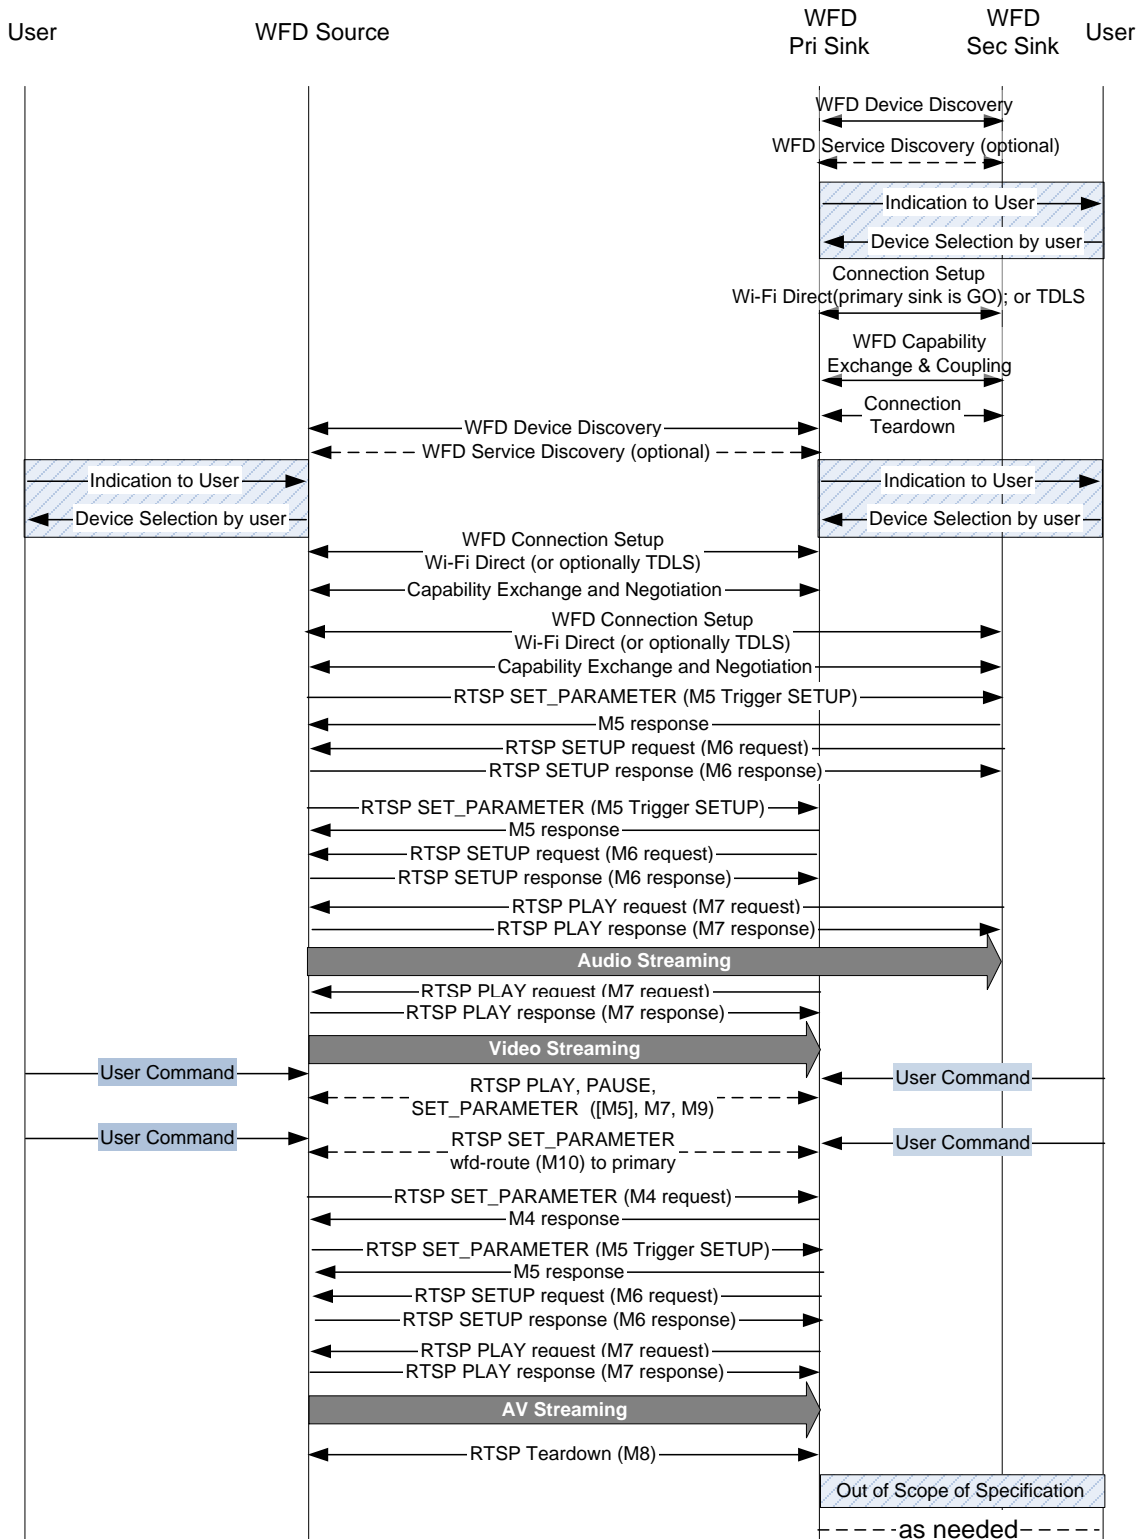 User
WFD Source
WFD
Pri Sink
WFD
Sec Sink
User
WFD Device Discovery
WFD Service Discovery (optional)
Indication to User
Device Selection by user
Connection Setup
Wi-Fi Direct(primary sink is GO); or TDLS
WFD Capability
Exchange & Coupling
Connection
Teardown
WFD Device Discovery
WFD Service Discovery (optional)
Indication to User
Indication to User
Device Selection by user
Device Selection by user
WFD Connection Setup
Wi-Fi Direct (or optionally TDLS)
Capability Exchange and Negotiation
WFD Connection Setup
Wi-Fi Direct (or optionally TDLS)
Capability Exchange and Negotiation
RTSP SET_PARAMETER (M5 Trigger SETUP)
M5 response
RTSP SETUP request (M6 request)
RTSP SETUP response (M6 response)
RTSP SET_PARAMETER (M5 Trigger SETUP)
M5 response
RTSP SETUP request (M6 request)
RTSP SETUP response (M6 response)
RTSP PLAY request (M7 request)
RTSP PLAY response (M7 response)
Audio Streaming
RTSP PLAY request (M7 request)
RTSP PLAY response (M7 response)
Video Streaming
User Command
User Command
RTSP PLAY, PAUSE,
SET_PARAMETER ([M5], M7, M9)
User Command
User Command
RTSP SET_PARAMETER
wfd-route (M10) to primary
RTSP SET_PARAMETER (M4 request)
M4 response
RTSP SET_PARAMETER (M5 Trigger SETUP)
M5 response
RTSP SETUP request (M6 request)
RTSP SETUP response (M6 response)
RTSP PLAY request (M7 request)
RTSP PLAY response (M7 response)
AV Streaming
RTSP Teardown (M8)
Out of Scope of Specification
as needed